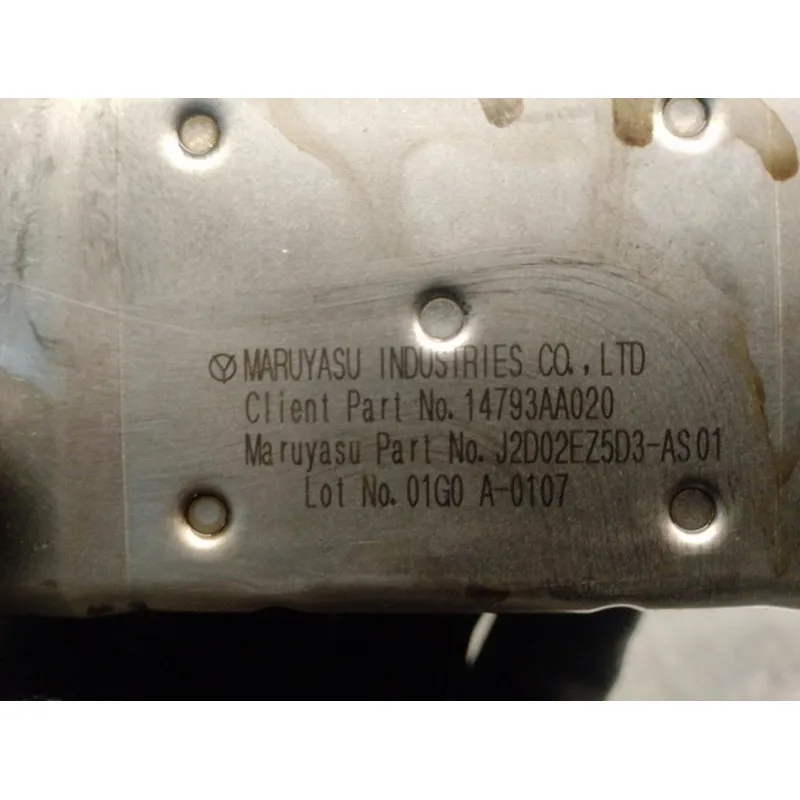 MARUYASU INDUSTRIES CO., LTD
Client Part No. 14793AA020
Maruyasu Part No. J2D02EZ5D3-AS01
Lot No. 01G0 A-0107